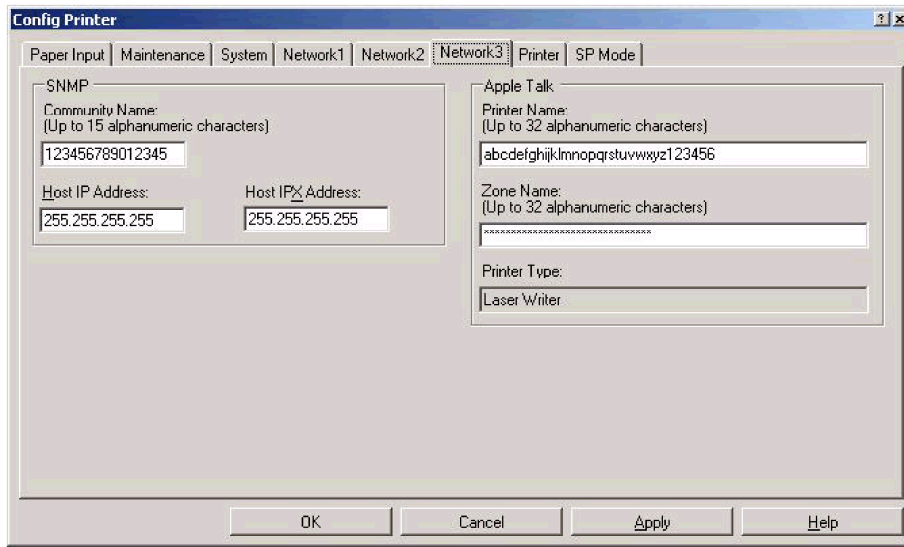 Config Printer
Paper Input Maintenance System Network1 Network2 Network3 Printer SP Mode
SNMP
Community Name:
(Up to 15 alphanumeric characters)
123456789012345
Host IP Address: Host IPX Address:
255.255.255.255 255.255.255.255
Apple Talk
Printer Name:
(Up to 32 alphanumeric characters)
abcdefghijklmnopqrstuvwxyz123456
Zone Name:
(Up to 32 alphanumeric characters)
********************************
Printer Type:
Laser Writer
OK Cancel Apply Help